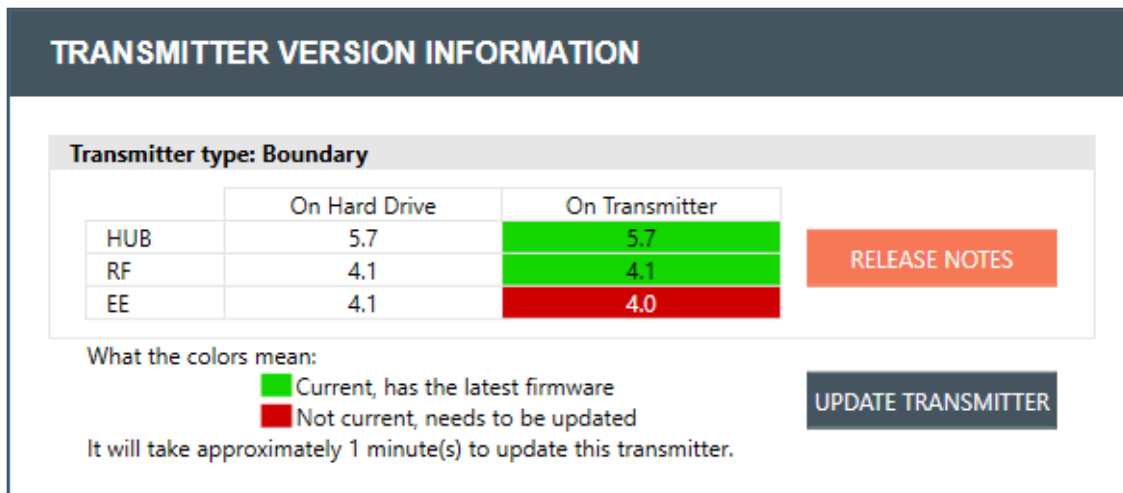 TRANSMITTER VERSION INFORMATION
Transmitter type: Boundary
On Hard Drive On Transmitter
HUB 5.7 5.7
RF 4.1 4.1
EE 4.1 4.0
RELEASE NOTES
What the colors mean:
Current, has the latest firmware
Not current, needs to be updated
UPDATE TRANSMITTER
It will take approximately 1 minute(s) to update this transmitter.